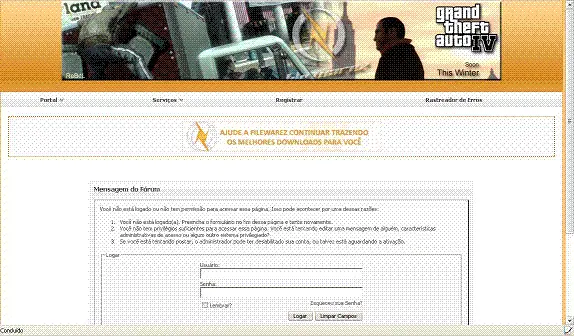 land
grand
theft
auto
IV
Soon
This Winter
Portal
Serviços
Registrar
Rastreador de Erros
AJUDE A FILEWAREZ CONTINUAR TRAZENDO
OS MELHORES DOWNLOADS PARA VOCÊ
Mensagem do Fórum
Você não está logado ou não tem permissão para acessar essa página. Isso pode acontecer por uma dessas razões:
1. Você não está logado(a). Preencha o formulário no fim dessa página e tente novamente.
2. Você não tem privilégios suficientes para acessar essa página. Você está tentando editar uma mensagem de alguém, características
administrativas de acesso ou algum outro sistema privilegiado?
3. Se você está tentando postar, o administrador pode ter desabilitado sua conta, ou talvez está aguardando a ativação.
Logar
Usuário:
Senha:
Lembrar?
Esqueceu sua Senha?
Logar
Limpar Campos
Concluído